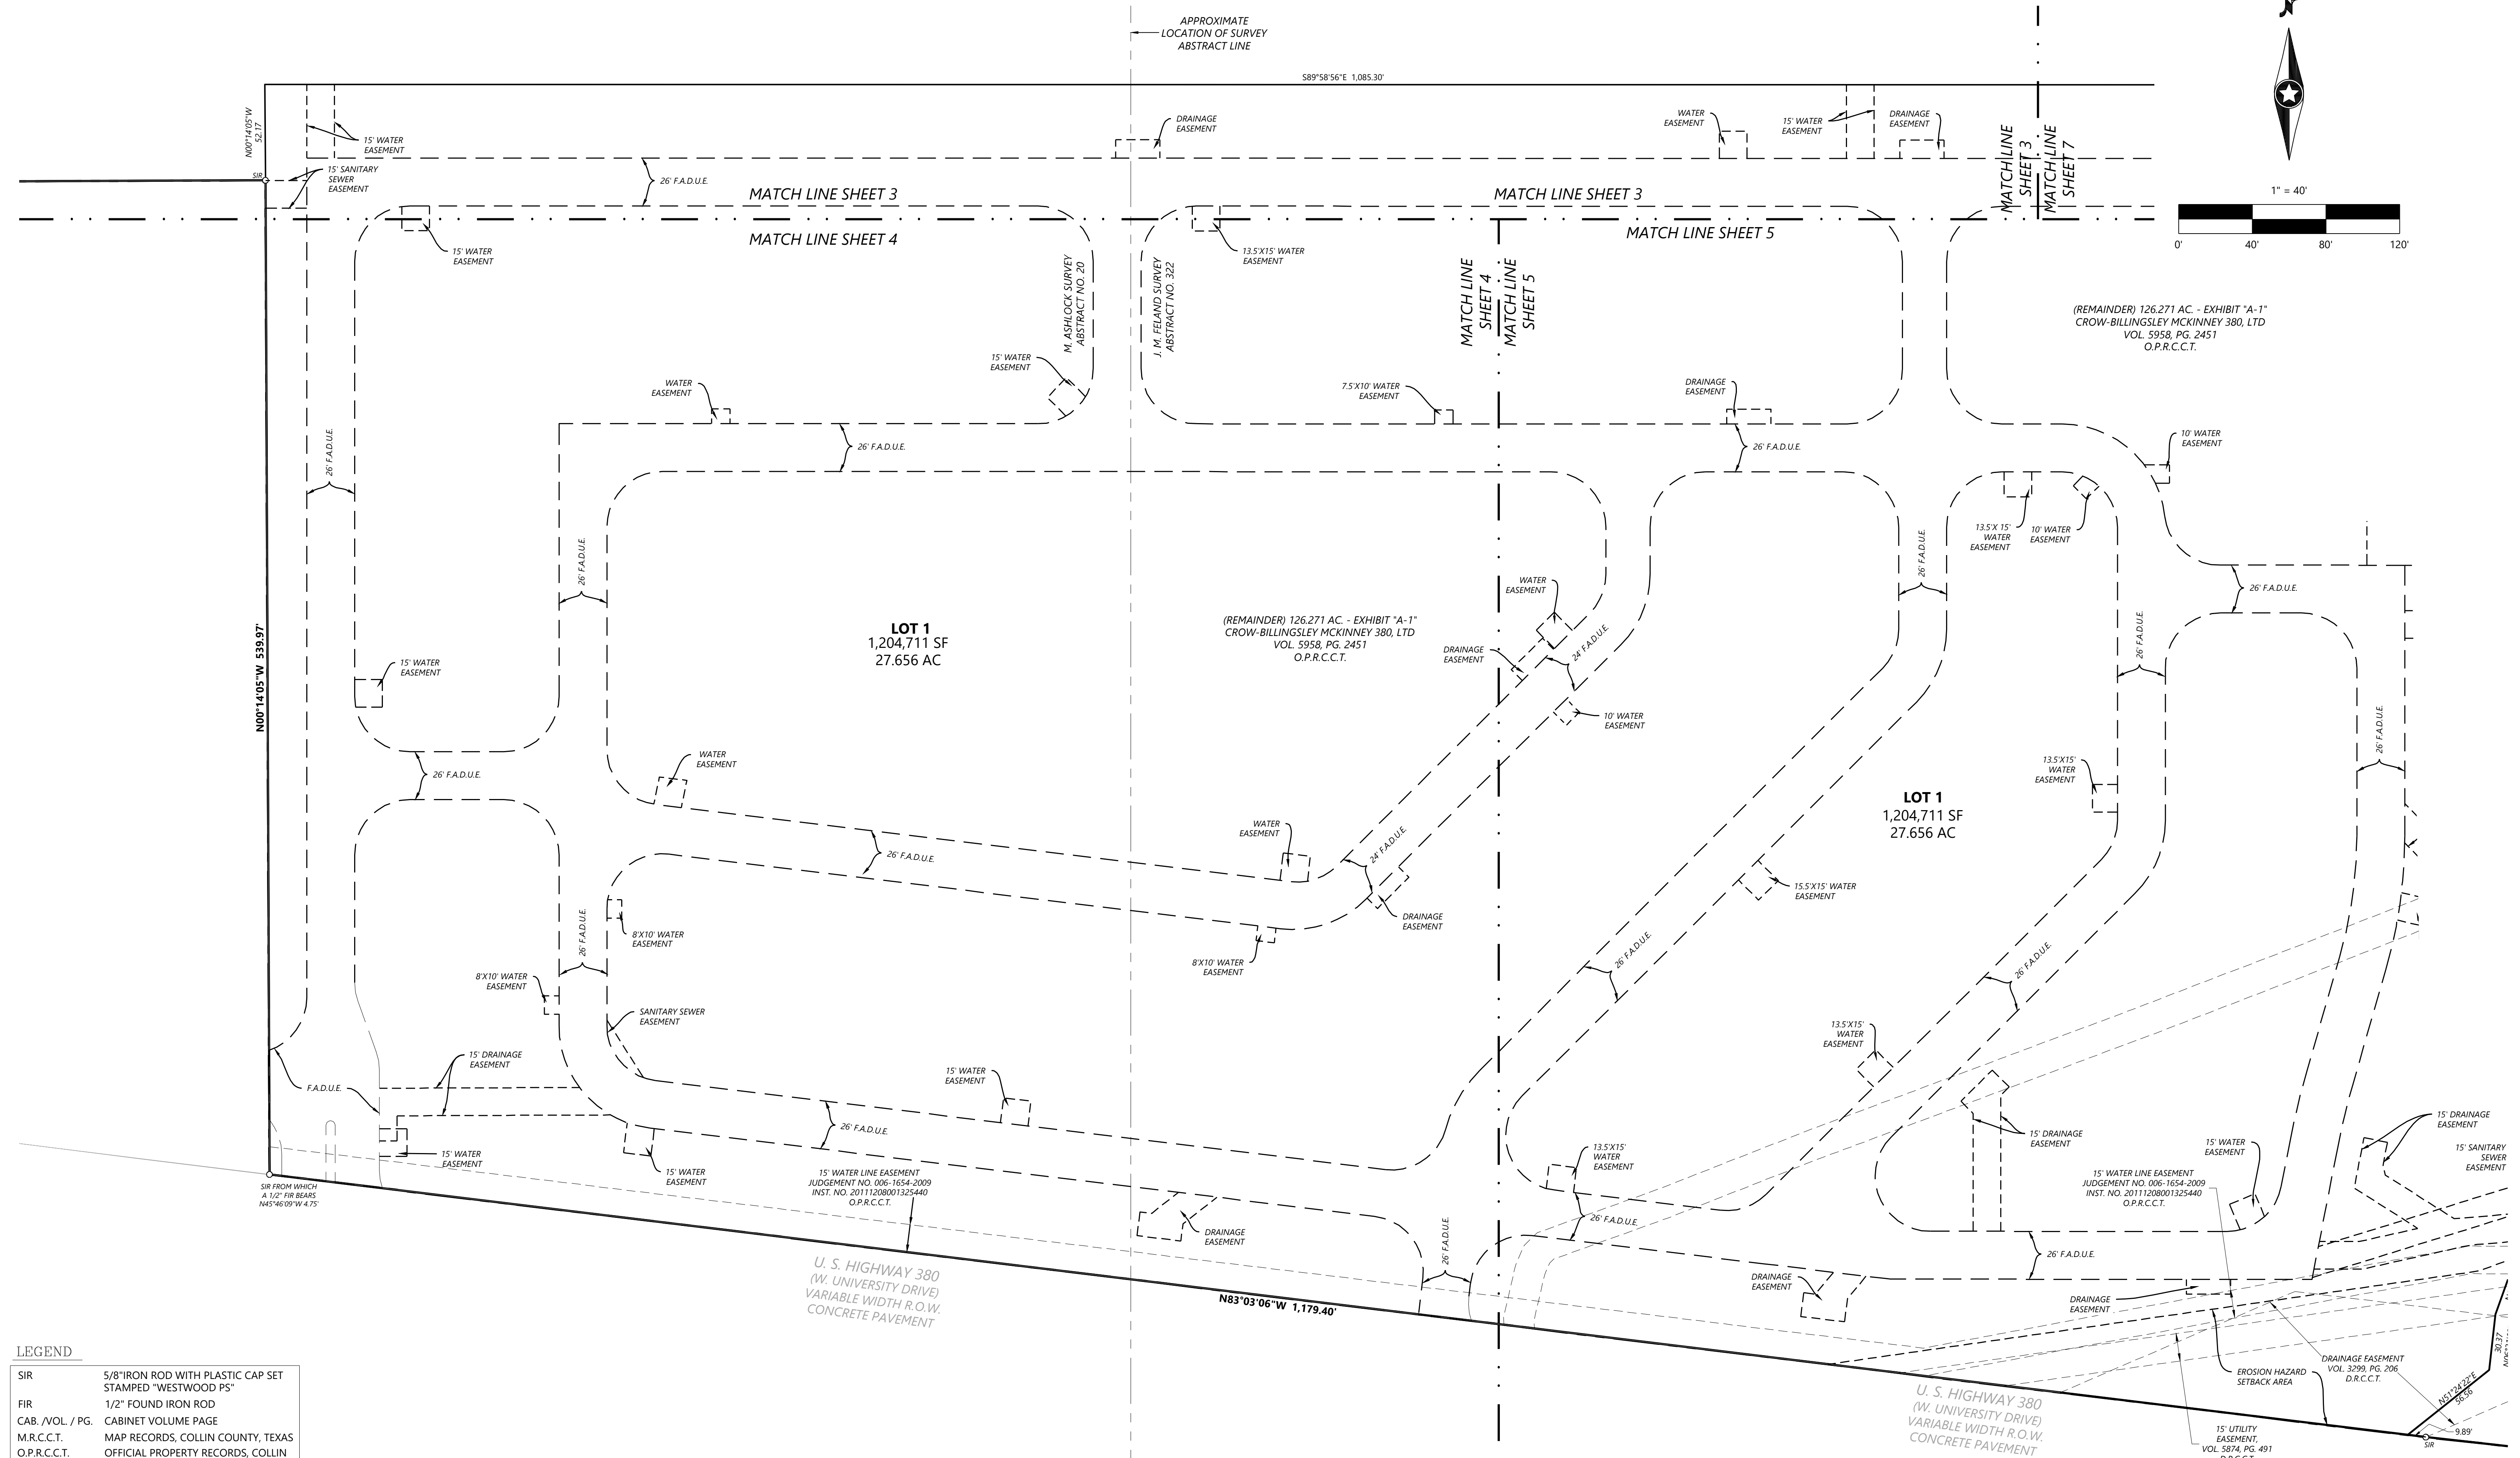 APPROXIMATE
LOCATION OF SURVEY
ABSTRACT LINE
N
S89°58'56"E 1,085.30'
N00°14'05"W
52.17
15' WATER
EASEMENT
DRAINAGE
EASEMENT
WATER
EASEMENT
15' WATER
EASEMENT
DRAINAGE
EASEMENT
MATCH LINE
SHEET 3
MATCH LINE
SHEET 7
SIR
15' SANITARY
SEWER
EASEMENT
26' F.A.D.U.E.
MATCH LINE SHEET 3
MATCH LINE SHEET 3
1" = 40'
0'
40'
80'
120'
MATCH LINE SHEET 4
MATCH LINE SHEET 5
15' WATER
EASEMENT
13.5'X15' WATER
EASEMENT
M. ASHLOCK SURVEY
ABSTRACT NO. 20
J. M. FELAND SURVEY
ABSTRACT NO. 322
MATCH LINE
SHEET 4
MATCH LINE
SHEET 5
(REMAINDER) 126.271 AC. - EXHIBIT "A-1"
CROW-BILLINGSLEY MCKINNEY 380, LTD
VOL. 5958, PG. 2451
O.P.R.C.C.T.
15' WATER
EASEMENT
WATER
EASEMENT
7.5'X10' WATER
EASEMENT
DRAINAGE
EASEMENT
26' F.A.D.U.E.
26' F.A.D.U.E.
26' F.A.D.U.E.
10' WATER
EASEMENT
13.5'X 15'
WATER
EASEMENT
10' WATER
EASEMENT
26' F.A.D.U.E.
26' F.A.D.U.E.
26' F.A.D.U.E.
WATER
EASEMENT
LOT 1
1,204,711 SF
27.656 AC
(REMAINDER) 126.271 AC. - EXHIBIT "A-1"
CROW-BILLINGSLEY MCKINNEY 380, LTD
VOL. 5958, PG. 2451
O.P.R.C.C.T.
DRAINAGE
EASEMENT
24' F.A.D.U.E.
26' F.A.D.U.E.
N00°14'05"W 539.97'
15' WATER
EASEMENT
10' WATER
EASEMENT
26' F.A.D.U.E.
WATER
EASEMENT
26' F.A.D.U.E.
13.5'X15'
WATER
EASEMENT
LOT 1
1,204,711 SF
27.656 AC
WATER
EASEMENT
24' F.A.D.U.E.
26' F.A.D.U.E.
15.5'X15' WATER
EASEMENT
DRAINAGE
EASEMENT
8'X10' WATER
EASEMENT
26' F.A.D.U.E.
8'X10' WATER
EASEMENT
8'X10' WATER
EASEMENT
26' F.A.D.U.E.
26' F.A.D.U.E.
SANITARY SEWER
EASEMENT
13.5'X15'
WATER
EASEMENT
15' DRAINAGE
EASEMENT
F.A.D.U.E.
15' WATER
EASEMENT
26' F.A.D.U.E.
15' DRAINAGE
EASEMENT
15' DRAINAGE
EASEMENT
15' WATER
EASEMENT
15' SANITARY
SEWER
EASEMENT
15' WATER
EASEMENT
15' WATER
EASEMENT
13.5'X15'
WATER
EASEMENT
15' WATER LINE EASEMENT
JUDGEMENT NO. 006-1654-2009
INST. NO. 20111208001325440
O.P.R.C.C.T.
15' WATER LINE EASEMENT
JUDGEMENT NO. 006-1654-2009
INST. NO. 20111208001325440
O.P.R.C.C.T.
SIR FROM WHICH
A 1/2" FIR BEARS
N45°46'09"W 4.75'
DRAINAGE
EASEMENT
26' F.A.D.U.E.
26' F.A.D.U.E.
26' F.A.D.U.E.
U. S. HIGHWAY 380
(W. UNIVERSITY DRIVE)
VARIABLE WIDTH R.O.W.
CONCRETE PAVEMENT
N83°03'06"W 1,179.40'
DRAINAGE
EASEMENT
DRAINAGE
EASEMENT
30.37
EROSION HAZARD
SETBACK AREA
DRAINAGE EASEMENT
VOL. 3299, PG. 206
D.R.C.C.T.
N51°24'22"E
56.56
U. S. HIGHWAY 380
(W. UNIVERSITY DRIVE)
VARIABLE WIDTH R.O.W.
CONCRETE PAVEMENT
15' UTILITY
EASEMENT,
VOL. 5874, PG. 491
9.89'
SIR
LEGEND
SIR 5/8"IRON ROD WITH PLASTIC CAP SET
STAMPED "WESTWOOD PS"
FIR 1/2" FOUND IRON ROD
CAB. /VOL. / PG. CABINET VOLUME PAGE
M.R.C.C.T. MAP RECORDS, COLLIN COUNTY, TEXAS
O.P.R.C.C.T. OFFICIAL PROPERTY RECORDS, COLLIN